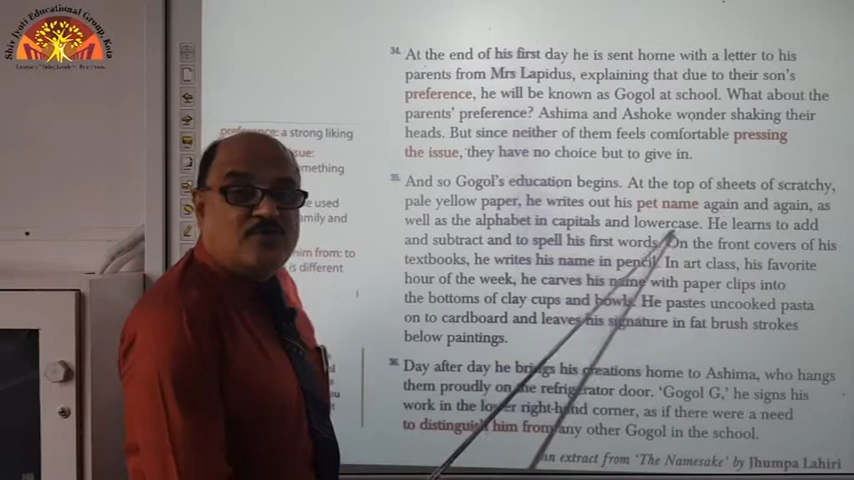 Shiv Jyoti Educational Group, Kota
preference: a strong liking
sue:
mething
e used
amily and
him from: to
s different
34. At the end of his first day he is sent home with a letter to his
parents from Mrs Lapidus, explaining that due to their son's
preference, he will be known as Gogol at school. What about the
parents' preference? Ashima and Ashoke wonder shaking their
heads. But since neither of them feels comfortable pressing
the issue, they have no choice but to give in.
35. And so Gogol's education begins. At the top of sheets of scratchy,
pale yellow paper, he writes out his pet name again and again, as
well as the alphabet in capitals and lowercase. He learns to add
and subtract and to spell his first words. On the front covers of his
textbooks, he writes his name in pencil. In art class, his favorite
hour of the week, he carves his name with paper clips into
the bottoms of clay cups and bowls. He pastes uncooked pasta
on to cardboard and leaves his signature in fat brush strokes
below paintings.
36. Day after day he brings his creations home to Ashima, who hangs
them proudly on the refrigerator door. 'Gogol G,' he signs his
work in the lower right-hand corner, as if there were a need
to distinguish him from any other Gogol in the school.
an extract from 'The Namesake' by Jhumpa Lahiri